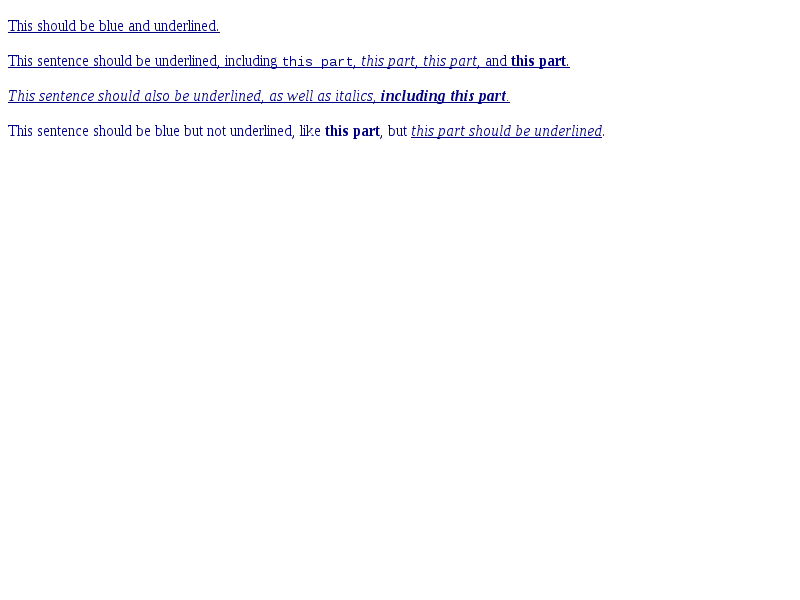 This should be blue and underlined.
This sentence should be underlined, including this part, this part, this part, and this part.
This sentence should also be underlined, as well as italics, including this part.
This sentence should be blue but not underlined, like this part, but this part should be underlined.